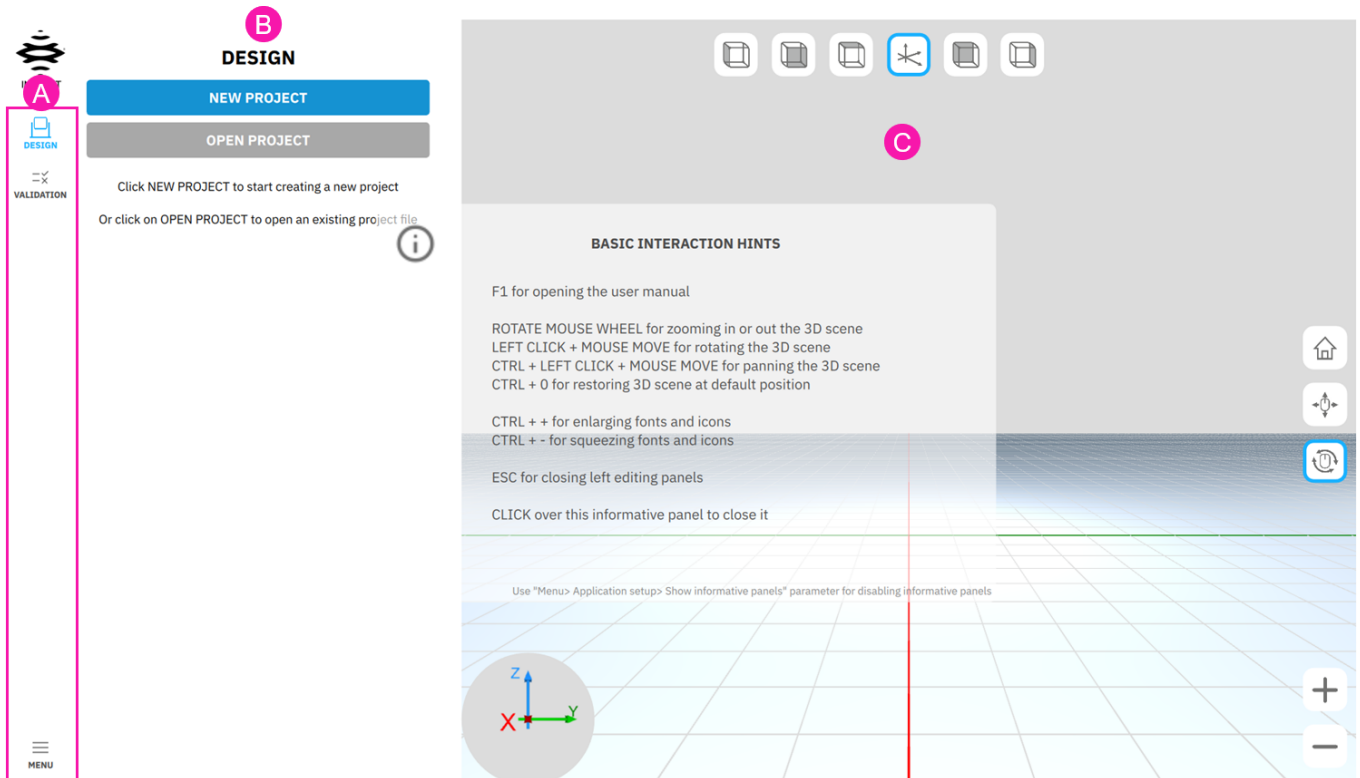 B
DESIGN
A
NEW PROJECT
OPEN PROJECT
DESIGN
VALIDATION
Click NEW PROJECT to start creating a new project
Or click on OPEN PROJECT to open an existing project file
MENU
C
BASIC INTERACTION HINTS
F1 for opening the user manual
ROTATE MOUSE WHEEL for zooming in or out the 3D scene
LEFT CLICK + MOUSE MOVE for rotating the 3D scene
CTRL + LEFT CLICK + MOUSE MOVE for panning the 3D scene
CTRL + 0 for restoring 3D scene at default position
CTRL + + for enlarging fonts and icons
CTRL + - for squeezing fonts and icons
ESC for closing left editing panels
CLICK over this informative panel to close it
Use "Menu> Application setup> Show informative panels" parameter for disabling informative panels
Z
X
Y